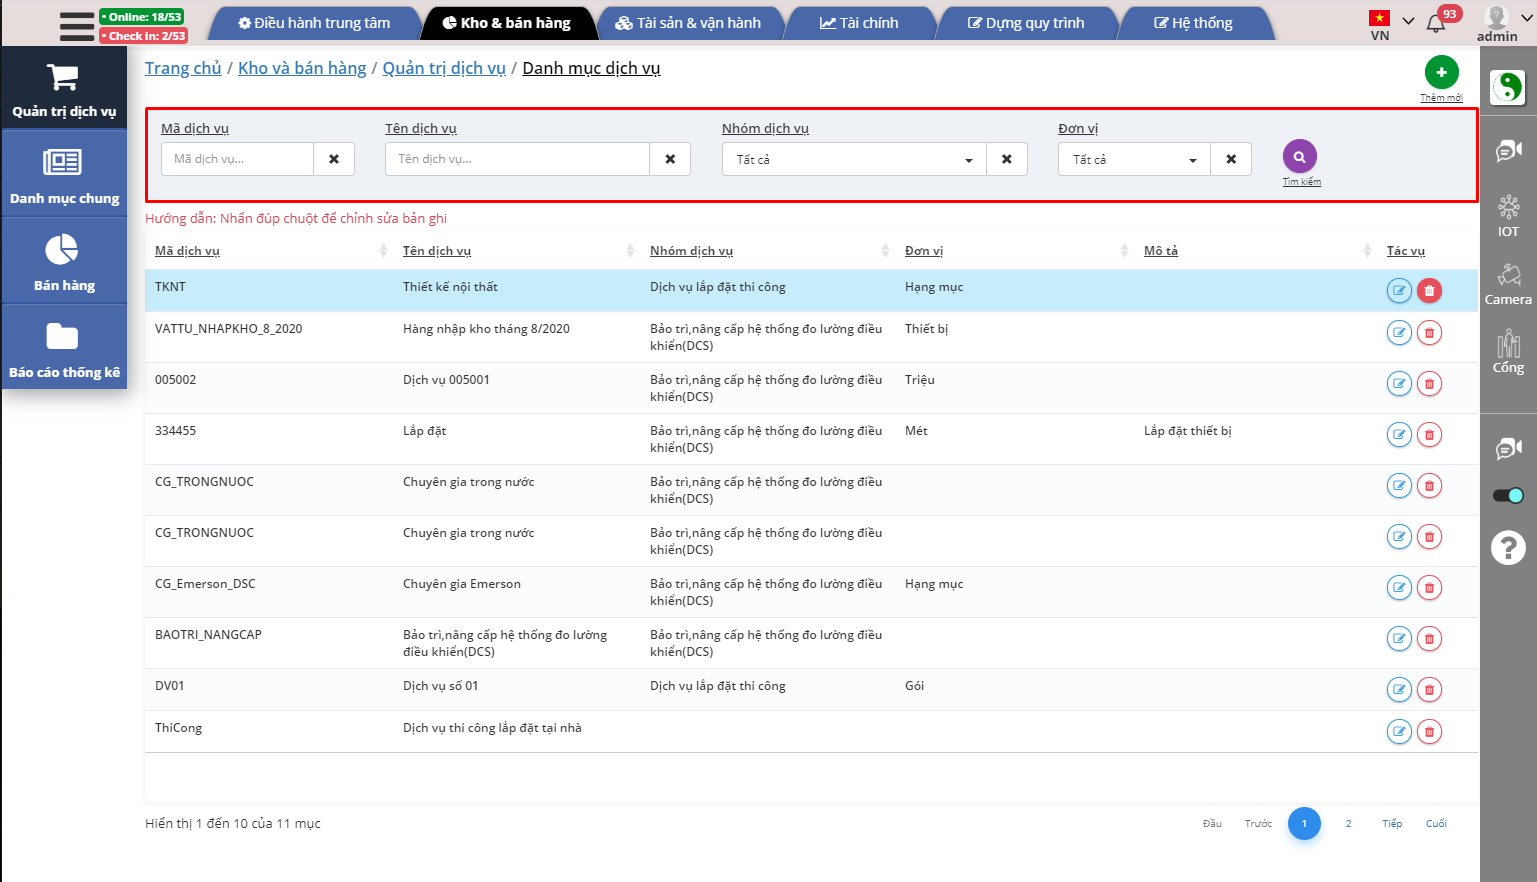 Online: 18/53
Check in: 2/53
Điều hành trung tâm
Kho & bán hàng
Tài sản & vận hành
Tài chính
Dựng quy trình
Hệ thống
VN
93
admin
Quản trị dịch vụ
Danh mục chung
Bán hàng
Báo cáo thống kê
Trang chủ / Kho và bán hàng / Quản trị dịch vụ / Danh mục dịch vụ
Thêm mới
Mã dịch vụ Tên dịch vụ Nhóm dịch vụ Đơn vị
Mã dịch vụ... Tên dịch vụ... Tất cả Tất cả
Tìm kiếm
Hướng dẫn: Nhấn đúp chuột để chỉnh sửa bản ghi
Mã dịch vụ Tên dịch vụ Nhóm dịch vụ Đơn vị Mô tả Tác vụ
TKNT Thiết kế nội thất Dịch vụ lắp đặt thi công Hạng mục
VATTU_NHAPKHO_8_2020 Hàng nhập kho tháng 8/2020 Bảo trì,nâng cấp hệ thống đo lường điều Thiết bị
khiển(DCS)
005002 Dịch vụ 005001 Bảo trì,nâng cấp hệ thống đo lường điều Triệu
khiển(DCS)
334455 Lắp đặt Bảo trì,nâng cấp hệ thống đo lường điều Mét Lắp đặt thiết bị
khiển(DCS)
CG_TRONGNUOC Chuyên gia trong nước Bảo trì,nâng cấp hệ thống đo lường điều
khiển(DCS)
CG_TRONGNUOC Chuyên gia trong nước Bảo trì,nâng cấp hệ thống đo lường điều
khiển(DCS)
CG_Emerson_DSC Chuyên gia Emerson Bảo trì,nâng cấp hệ thống đo lường điều Hạng mục
khiển(DCS)
BAOTRI_NANGCAP Bảo trì,nâng cấp hệ thống đo lường Bảo trì,nâng cấp hệ thống đo lường điều
điều khiển(DCS) khiển(DCS)
DV01 Dịch vụ số 01 Dịch vụ lắp đặt thi công Gói
ThiCong Dịch vụ thi công lắp đặt tại nhà
Hiển thị 1 đến 10 của 11 mục
Đầu Trước 1 2 Tiếp Cuối
IOT
Camera
Cổng